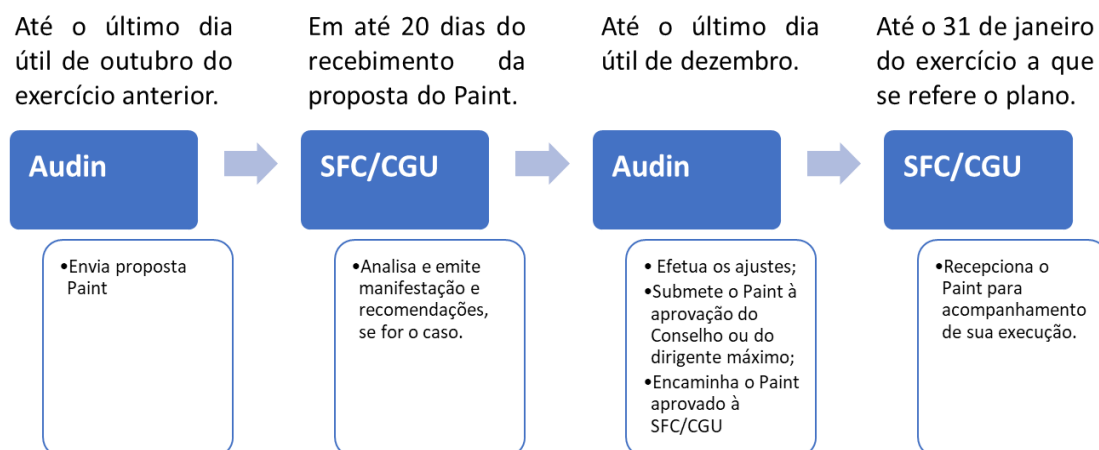 Até o último dia
útil de outubro do
exercício anterior.
Em até 20 dias do
recebimento da
proposta do Paint.
Até o último dia
útil de dezembro.
Até o 31 de janeiro
do exercício a que
se refere o plano.
Audin
SFC/CGU
Audin
SFC/CGU
•Envia proposta
Paint
•Analisa e emite
manifestação e
recomendações,
se for o caso.
• Efetua os ajustes;
•Submete o Paint à
aprovação do
Conselho ou do
dirigente máximo;
•Encaminha o Paint
aprovado à
SFC/CGU
•Recepciona o
Paint para
acompanhamento
de sua execução.